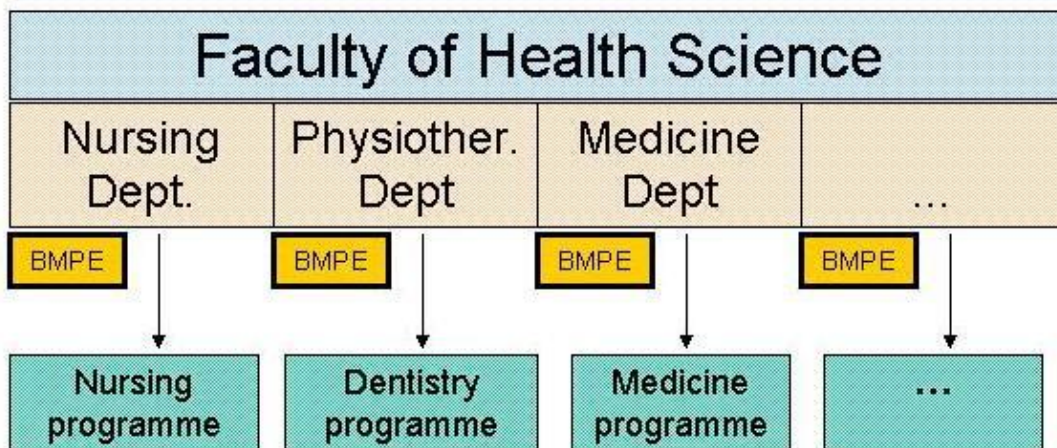 Faculty of Health Science
Nursing
Dept.
Physiother.
Dept
Medicine
Dept
...
BMPE
BMPE
BMPE
BMPE
Nursing
programme
Dentistry
programme
Medicine
programme
...